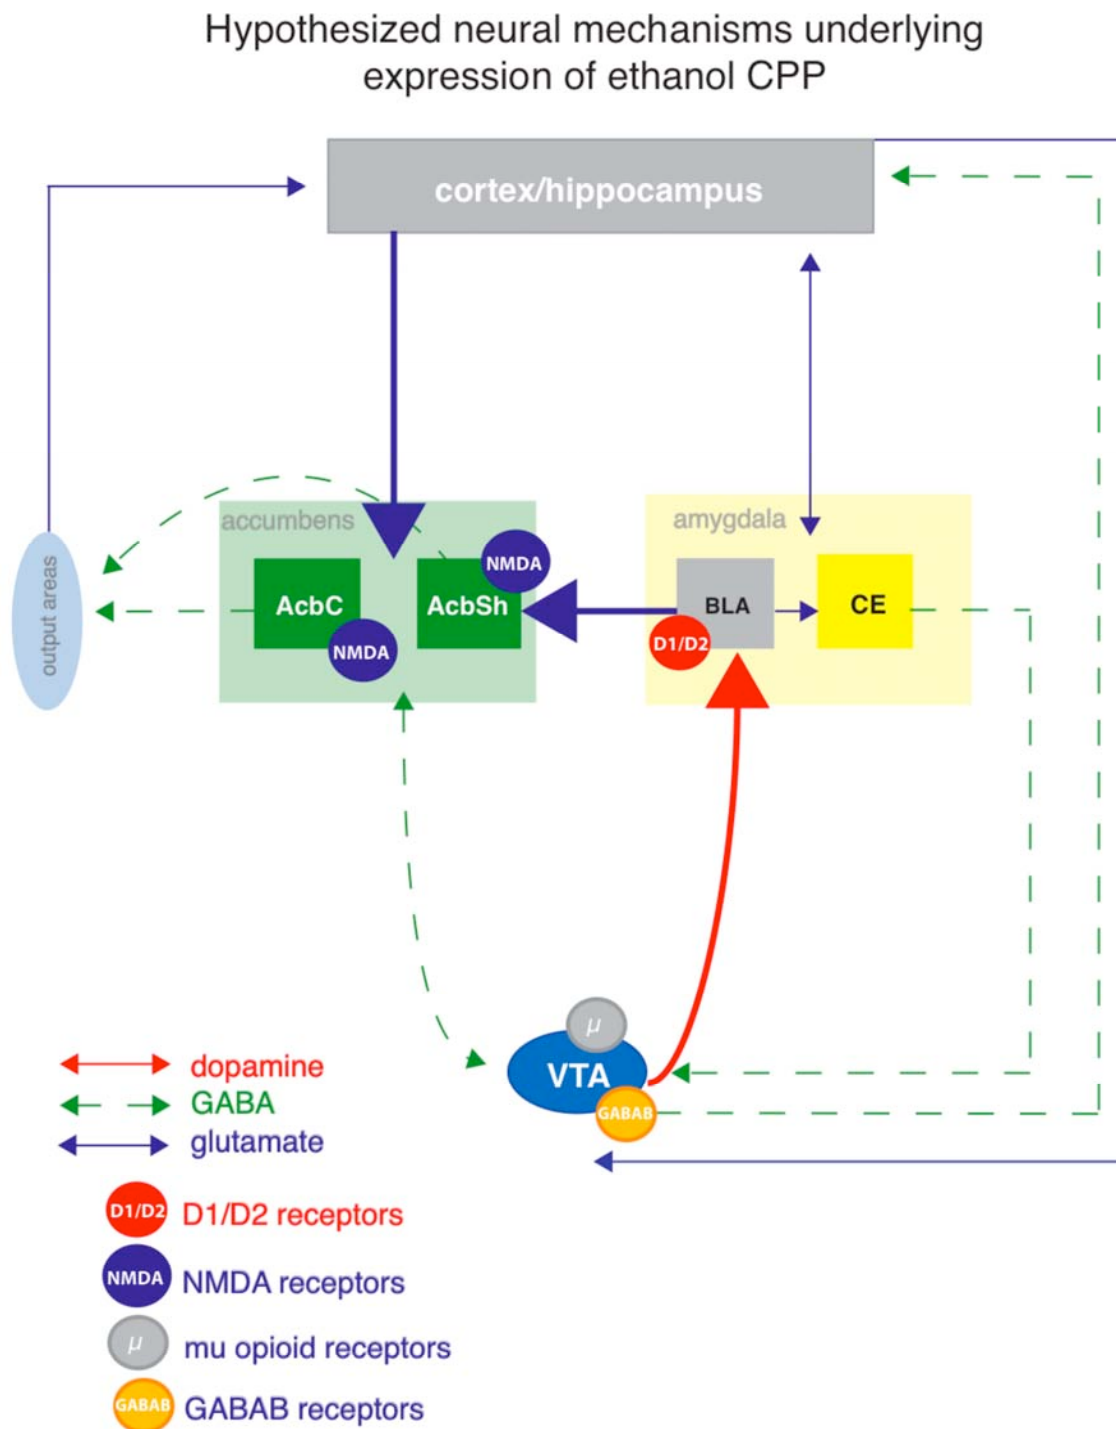 Hypothesized neural mechanisms underlying
expression of ethanol CPP
cortex/hippocampus
accumbens
amygdala
output areas
AcbC
NMDA
AcbSh
NMDA
BLA
D1/D2
CE
μ
VTA
GABAB
dopamine
GABA
glutamate
D1/D2 D1/D2 receptors
NMDA NMDA receptors
μ mu opioid receptors
GABAB GABAB receptors